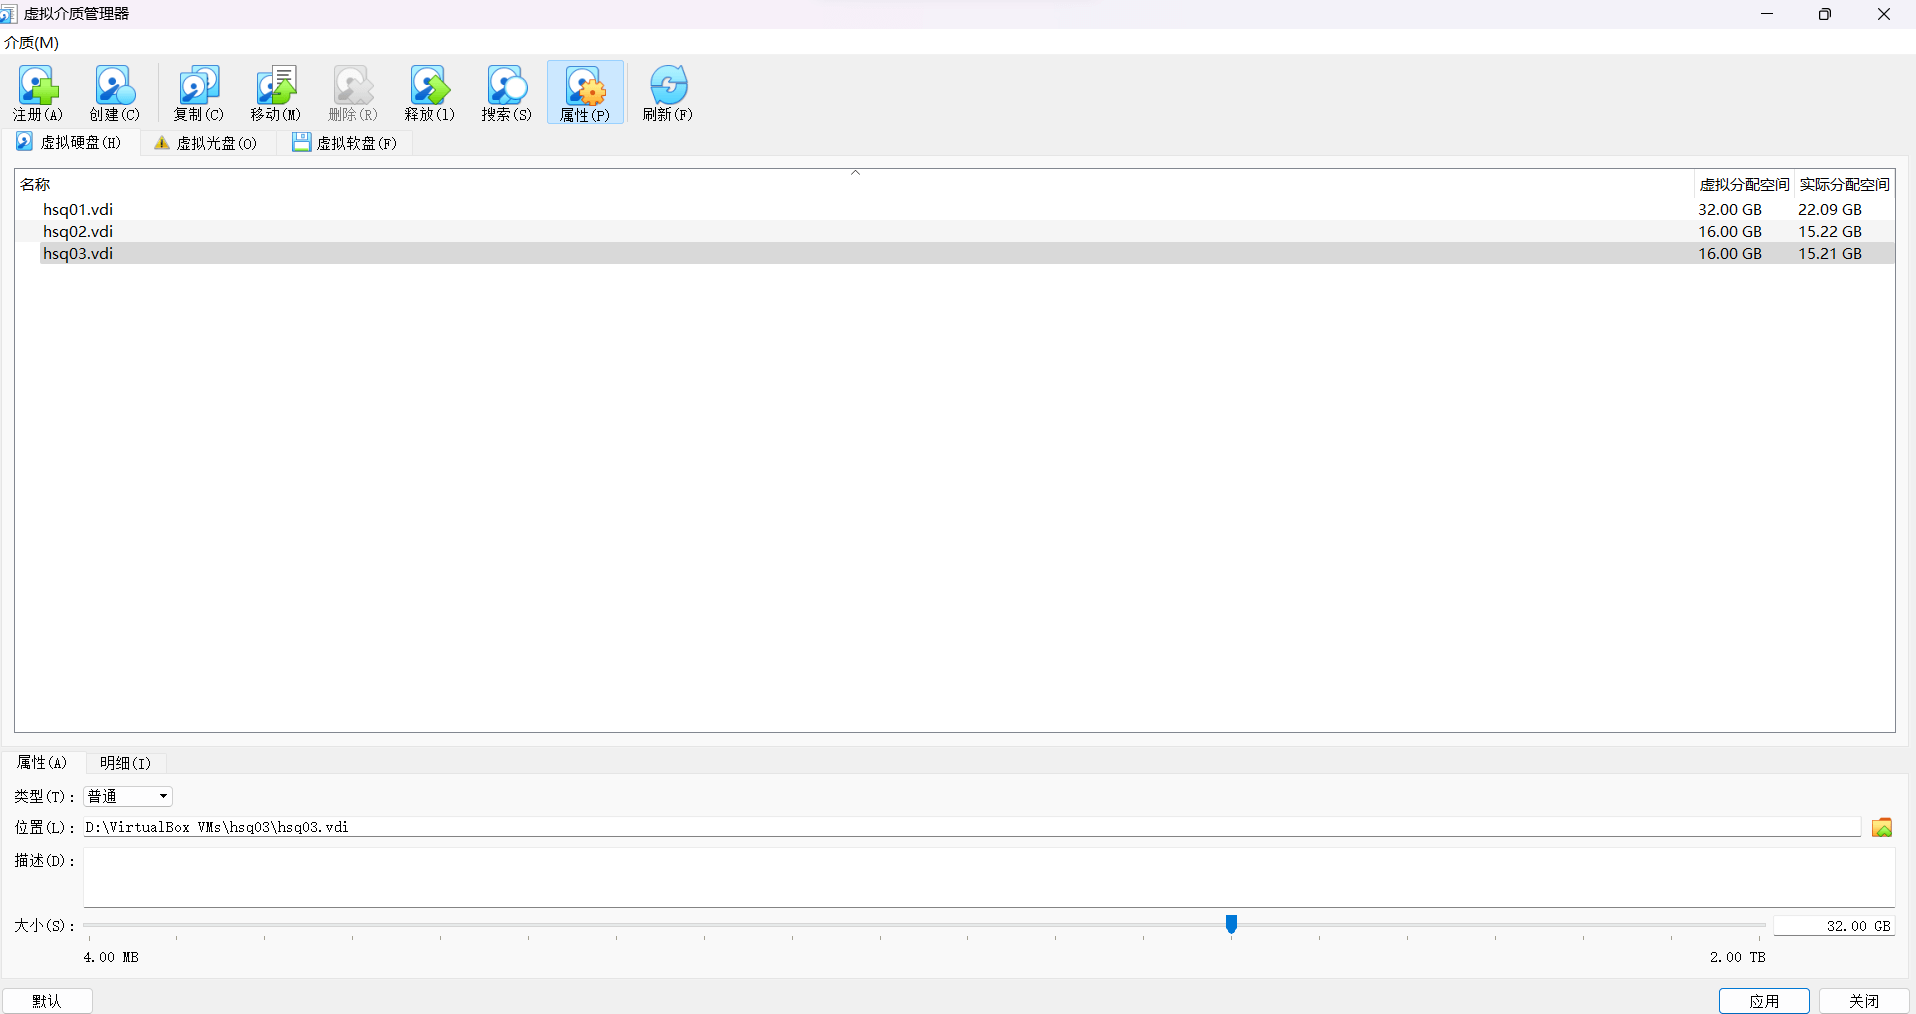 虚拟介质管理器
介质(M)
注册(A) 创建(C) 复制(C) 移动(M) 删除(R) 释放(l) 搜索(S) 属性(P) 刷新(F)
虚拟硬盘(H) 虚拟光盘(O) 虚拟软盘(F)
名称 虚拟分配空间 实际分配空间
hsq01.vdi 32.00 GB 22.09 GB
hsq02.vdi 16.00 GB 15.22 GB
hsq03.vdi 16.00 GB 15.21 GB
属性(A) 明细(I)
类型(T)： 普通
位置(L)： D:\VirtualBox VMs\hsq03\hsq03.vdi
描述(D)：
大小(S)： 32.00 GB
4.00 MB 2.00 TB
默认 应用 关闭